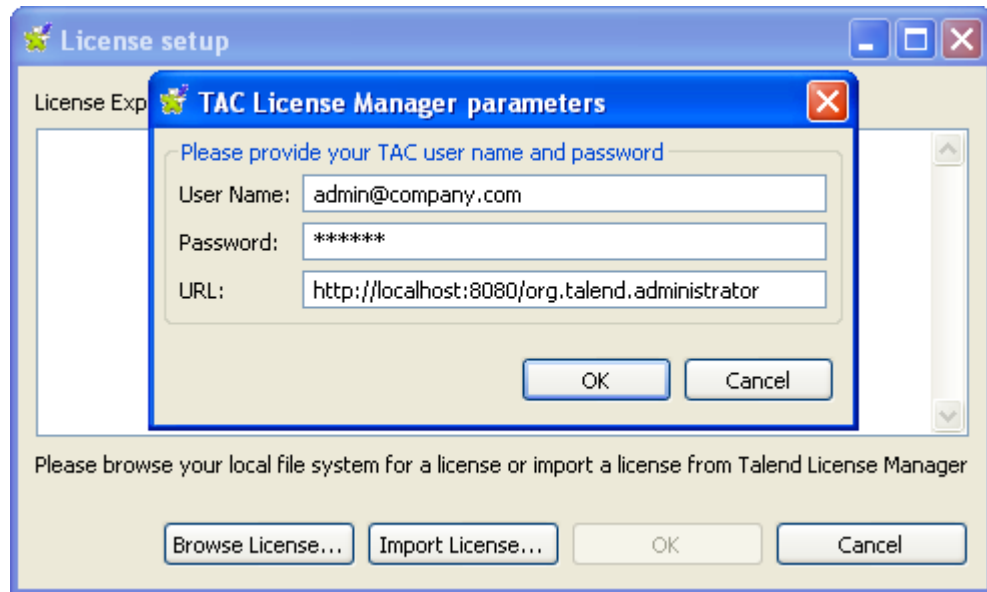 License setup
License Exp
TAC License Manager parameters
Please provide your TAC user name and password
User Name: admin@company.com
Password: ******
URL: http://localhost:8080/org.talend.administrator
OK Cancel
Please browse your local file system for a license or import a license from Talend License Manager
Browse License... Import License... OK Cancel